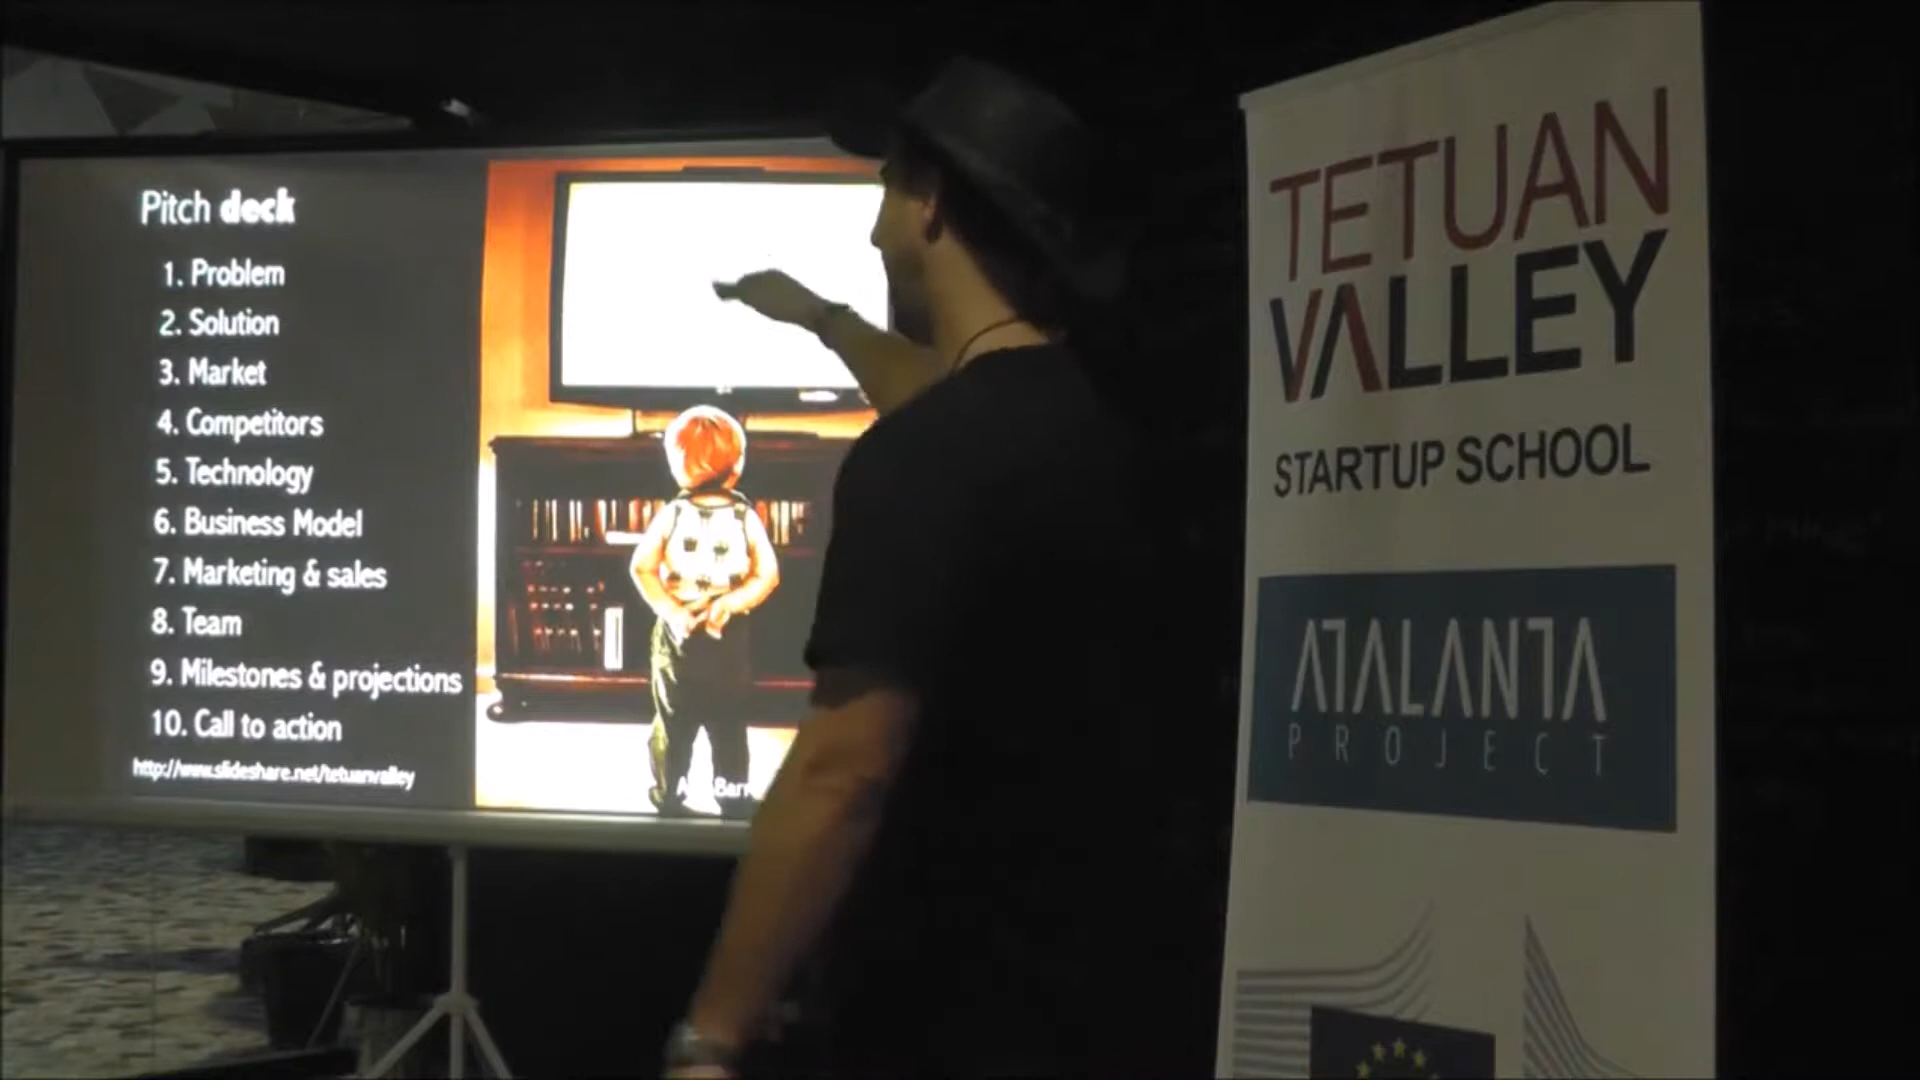 Pitch deck
1. Problem
2. Solution
3. Market
4. Competitors
5. Technology
6. Business Model
7. Marketing & sales
8. Team
9. Milestones & projections
10. Call to action
http://www.slideshare.net/tetuanvalley
TETUAN
VALLEY
STARTUP SCHOOL
ATALANTA
PROJECT